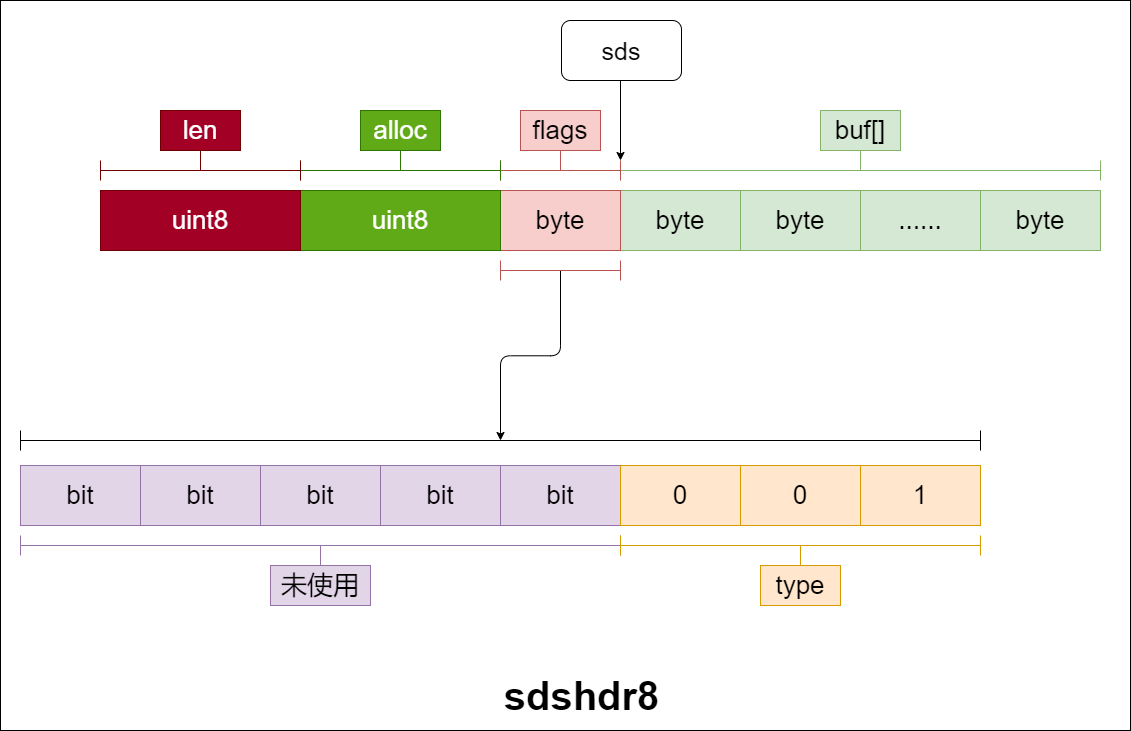 sds
len
alloc
flags
buf[]
uint8
uint8
byte
byte
byte
......
byte
bit
bit
bit
bit
bit
0
0
1
未使用
type
sdshdr8